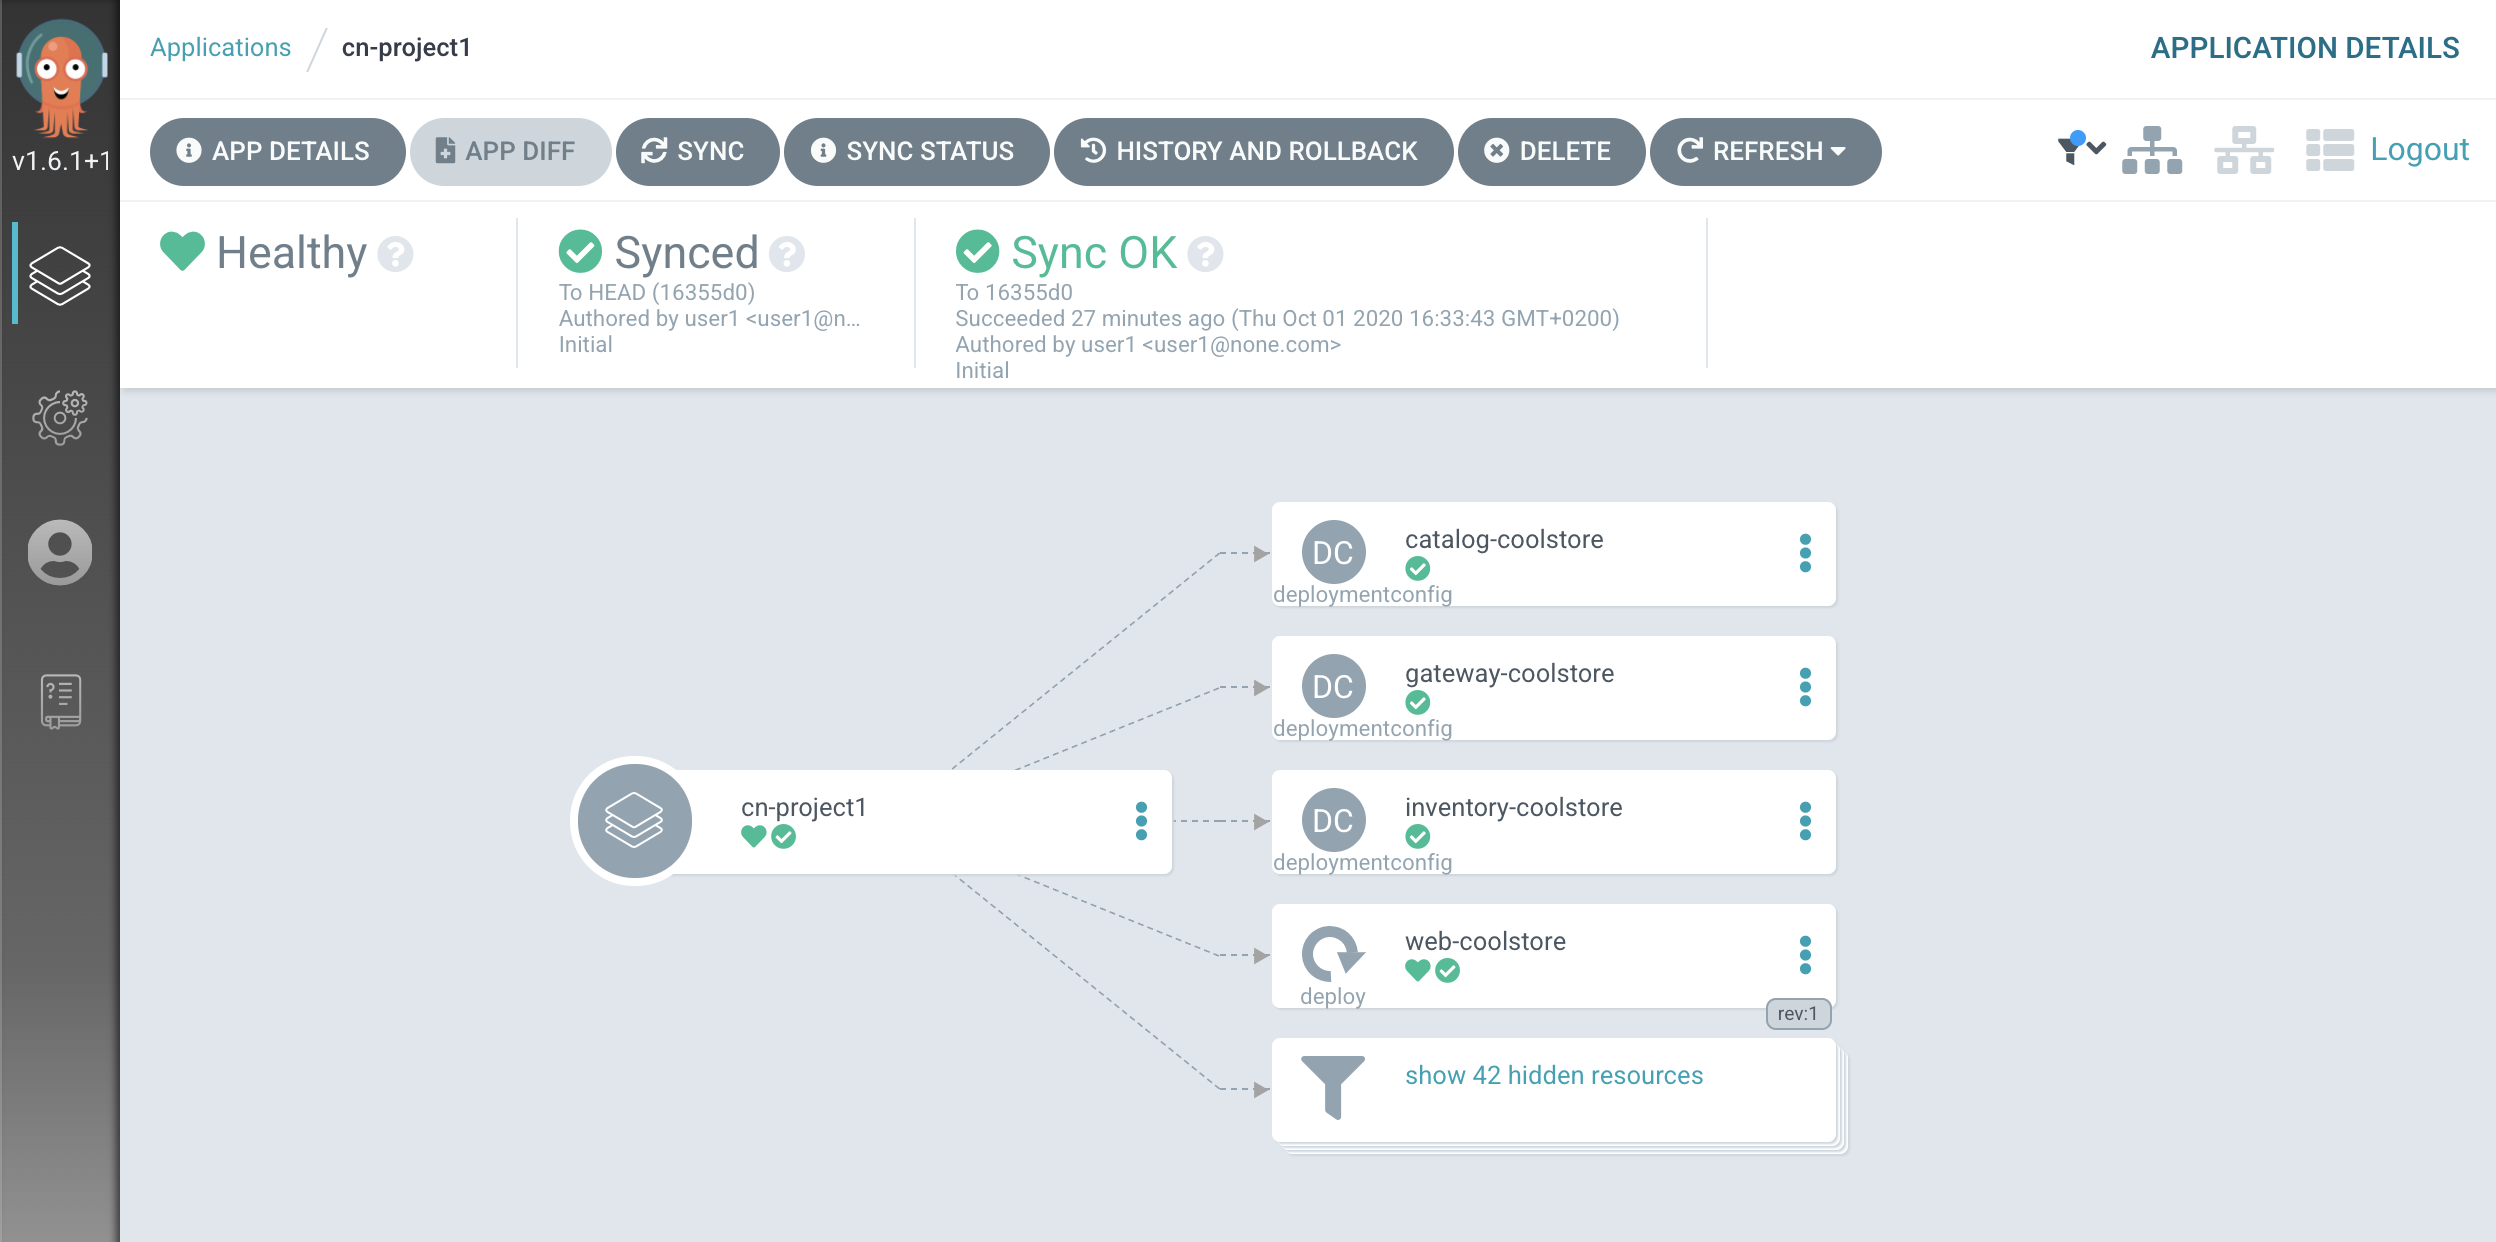 v1.6.1+1
Applications / cn-project1
APPLICATION DETAILS
APP DETAILS
APP DIFF
SYNC
SYNC STATUS
HISTORY AND ROLLBACK
DELETE
REFRESH
Logout
Healthy ?
Synced ?
To HEAD (16355d0)
Authored by user1 <user1@n...
Initial
Sync OK ?
To 16355d0
Succeeded 27 minutes ago (Thu Oct 01 2020 16:33:43 GMT+0200)
Authored by user1 <user1@none.com>
Initial
cn-project1
DC
catalog-coolstore
deploymentconfig
DC
gateway-coolstore
deploymentconfig
DC
inventory-coolstore
deploymentconfig
web-coolstore
deploy
rev:1
show 42 hidden resources